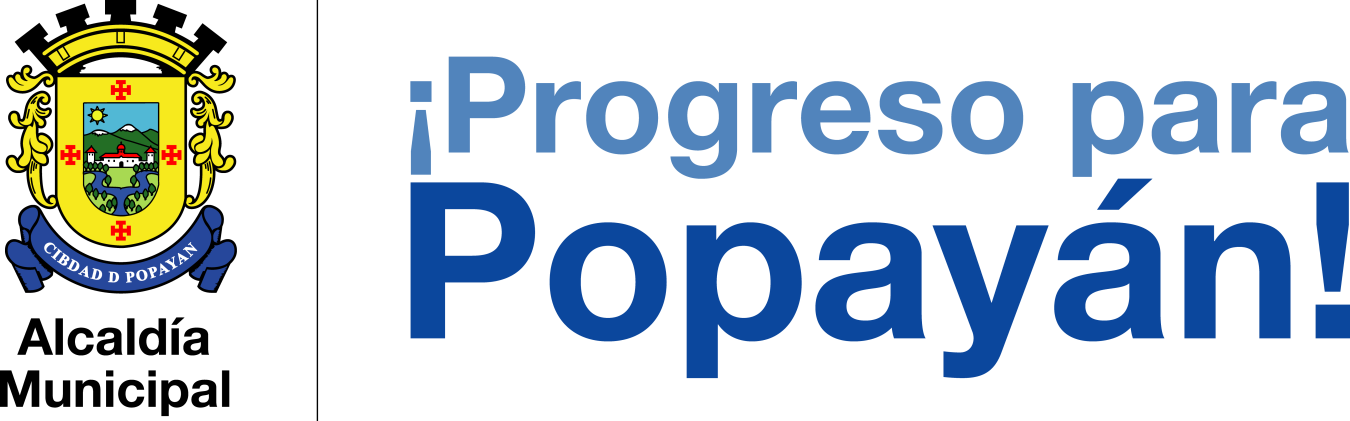 CIBDAD D POPAYAN
Alcaldía
Municipal
¡Progreso para
Popayán!